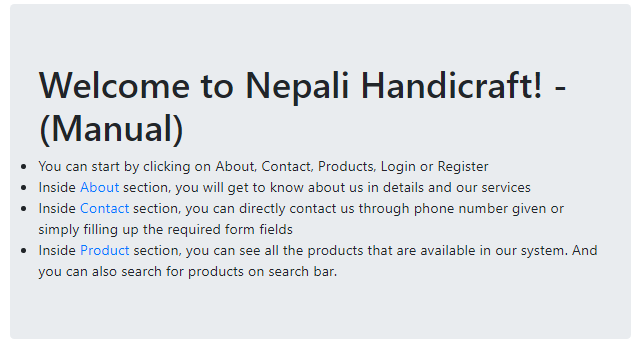 Welcome to Nepali Handicraft! -
(Manual)
• You can start by clicking on About, Contact, Products, Login or Register
• Inside About section, you will get to know about us in details and our services
• Inside Contact section, you can directly contact us through phone number given or
simply filling up the required form fields
• Inside Product section, you can see all the products that are available in our system. And
you can also search for products on search bar.